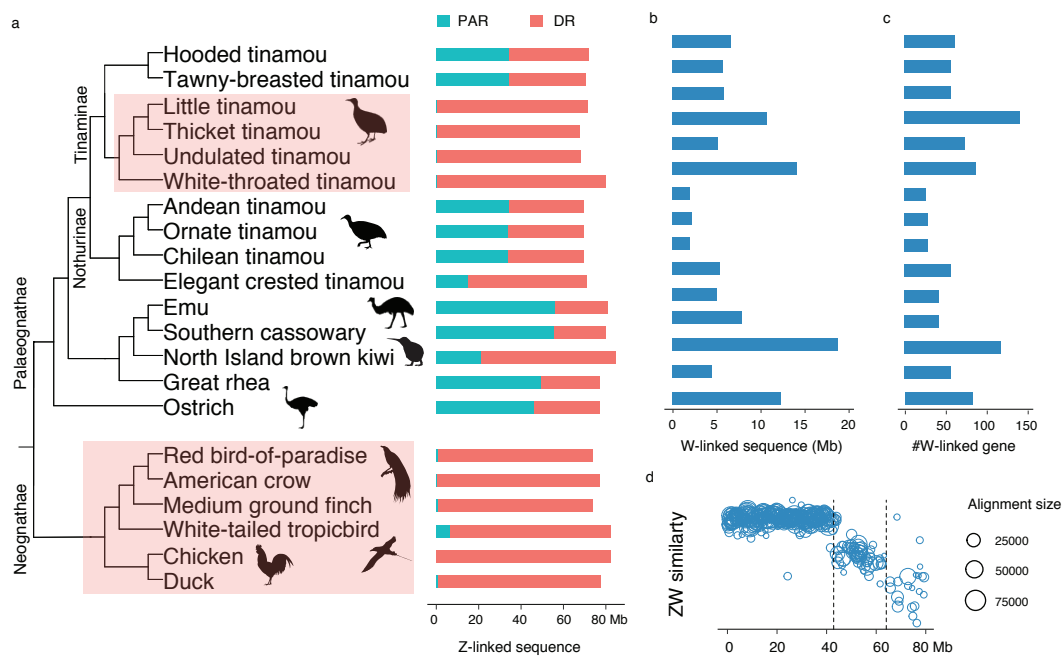 a
PAR
DR
b
c
Hooded tinamou
Tawny-breasted tinamou
Little tinamou
Thicket tinamou
Undulated tinamou
White-throated tinamou
Andean tinamou
Ornate tinamou
Chilean tinamou
Elegant crested tinamou
Emu
Southern cassowary
North Island brown kiwi
Great rhea
Ostrich
Red bird-of-paradise
American crow
Medium ground finch
White-tailed tropicbird
Chicken
Duck
Tinaminae
Nothurinae
Palaeognathae
Neognathae
0 20 40 60 80 Mb
Z-linked sequence
0 5 10 15 20
W-linked sequence (Mb)
0 50 100 150
#W-linked gene
d
ZW similarty
0 20 40 60 80 Mb
Alignment size
25000
50000
75000